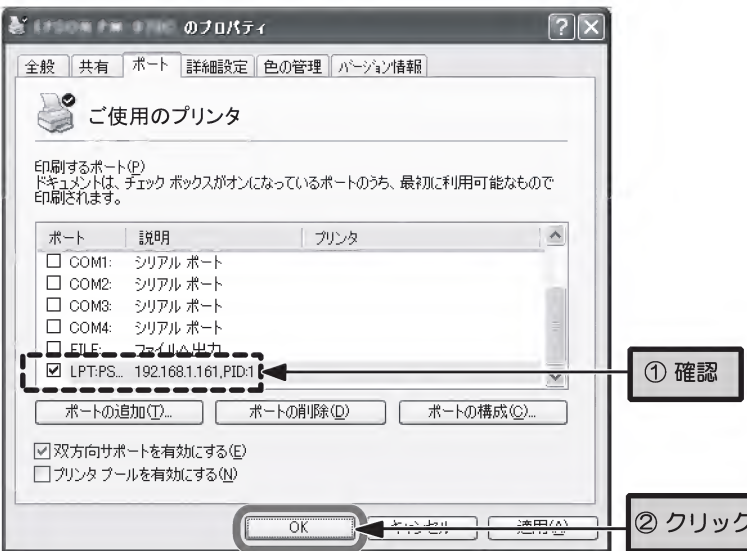 のプロパティ
全般 共有 ポート 詳細設定 色の管理 バージョン情報
ご使用のプリンタ
印刷するポート(P)
ドキュメントは、チェック ボックスがオンになっているポートのうち、最初に利用可能なもので
印刷されます。
ポート 説明 プリンタ
COM1: シリアル ポート
COM2: シリアル ポート
COM3: シリアル ポート
COM4: シリアル ポート
FILE: ファイルへ出力
LPT:PS... 192.168.1.161,PID:1
① 確認
ポートの追加(T)... ポートの削除(D) ポートの構成(C)...
双方向サポートを有効にする(E)
プリンタ プールを有効にする(N)
OK キャンセル 適用(A)
② クリック